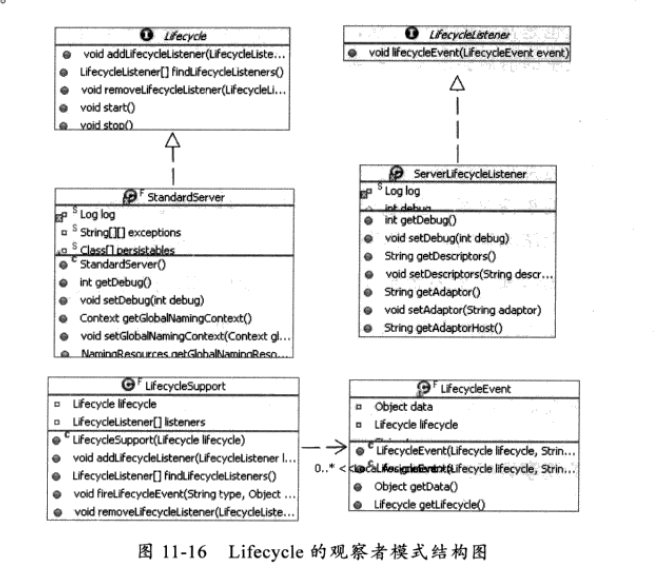 Lifecycle
void addLifecycleListener(LifecycleListe...
LifecycleListener[] findLifecycleListeners()
void removeLifecycleListener(LifecycleLi...
void start()
void stop()
LifecycleListener
void lifecycleEvent(LifecycleEvent event)
F StandardServer
S Log log
S String[][] exceptions
S Class[] persistables
C StandardServer()
int getDebug()
void setDebug(int debug)
Context getGlobalNamingContext()
void setGlobalNamingContext(Context gl...
NamingResources getGlobalNamingReso...
ServerLifecycleListener
S Log log
int debug
int getDebug()
void setDebug(int debug)
String getDescriptors()
void setDescriptors(String descr...
String getAdaptor()
void setAdaptor(String adaptor)
String getAdaptorHost()
F LifecycleSupport
Lifecycle lifecycle
LifecycleListener[] listeners
C LifecycleSupport(Lifecycle lifecycle)
void addLifecycleListener(LifecycleListener l...
LifecycleListener[] findLifecycleListeners()
void fireLifecycleEvent(String type, Object ...
void removeLifecycleListener(LifecycleListe...
0..*
F LifecycleEvent
Object data
Lifecycle lifecycle
C LifecycleEvent(Lifecycle lifecycle, Strin...
LifecycleEvent(Lifecycle lifecycle, Strin...
Object getData()
Lifecycle getLifecycle()
图 11-16 Lifecycle 的观察者模式结构图